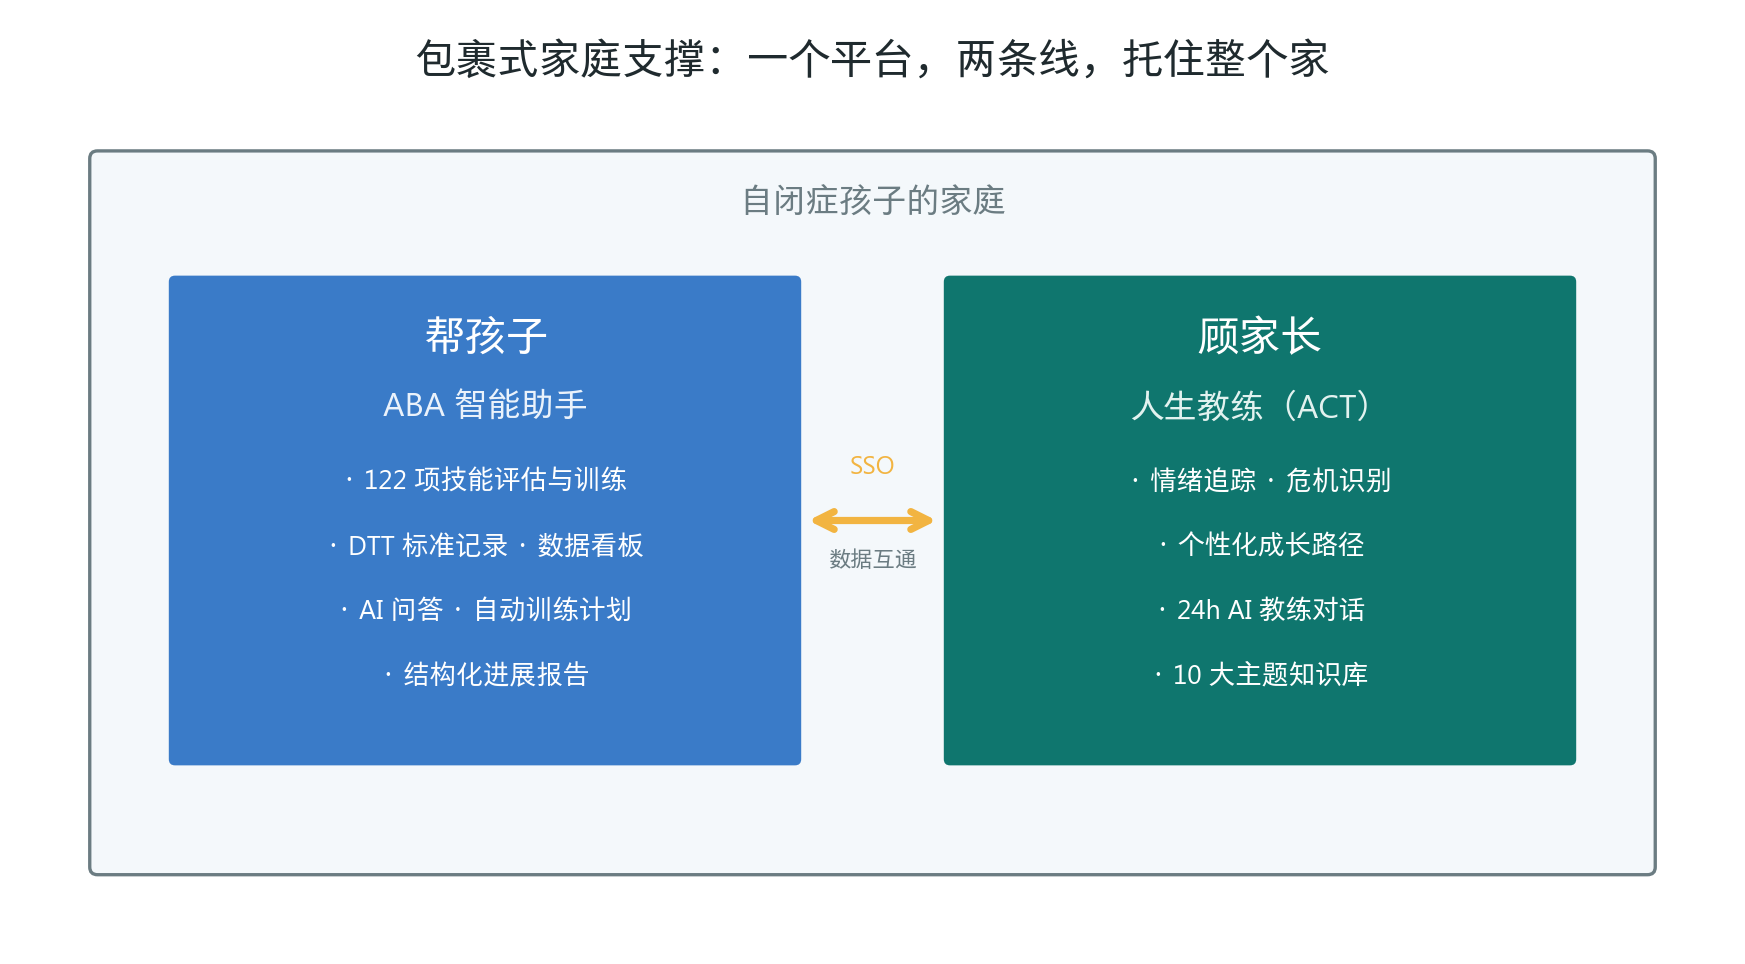 包裹式家庭支撑：一个平台，两条线，托住整个家
自闭症孩子的家庭
帮孩子
ABA 智能助手
· 122 项技能评估与训练
· DTT 标准记录 · 数据看板
· AI 问答 · 自动训练计划
· 结构化进展报告
SSO
数据互通
顾家长
人生教练（ACT）
· 情绪追踪 · 危机识别
· 个性化成长路径
· 24h AI 教练对话
· 10 大主题知识库